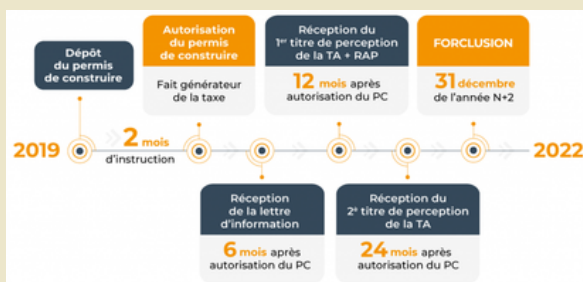 Dépôt
du permis
de construire
Autorisation
du permis
de construire
Fait générateur
de la taxe
Réception du
1er titre de perception
de la TA + RAP
12 mois après
autorisation du PC
FORCLUSION
31 décembre
de l'année N+2
2019
2 mois
d'instruction
2022
Réception
de la lettre
d'information
6 mois après
autorisation du PC
Réception du
2e titre de perception
de la TA
24 mois après
autorisation du PC